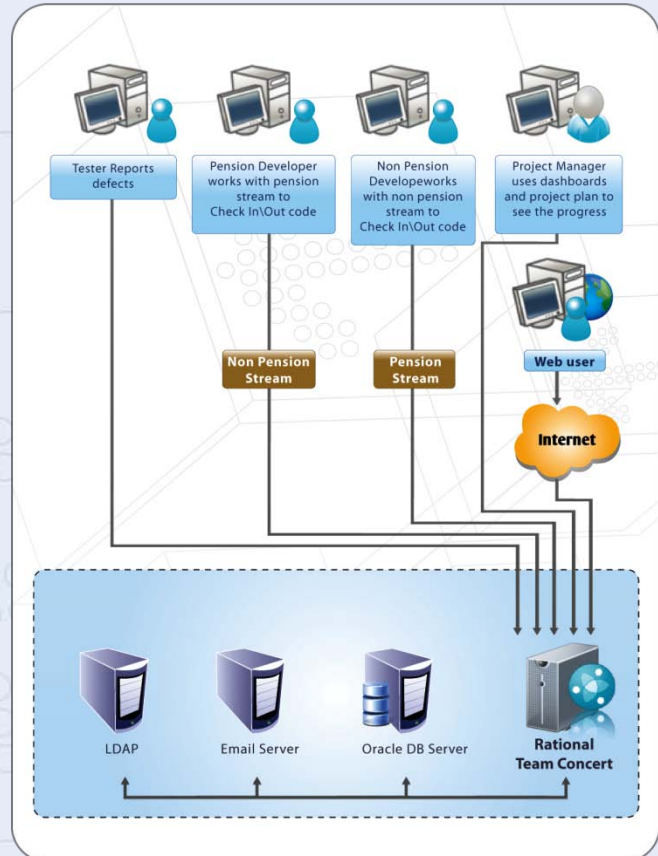 Tester Reports
defects
Pension Developer
works with pension
stream to
Check In\Out code
Non Pension
Developeworks
with non pension
stream to
Check In\Out code
Project Manager
uses dashboards
and project plan to
see the progress
Web user
Non Pension
Stream
Pension
Stream
Internet
LDAP
Email Server
Oracle DB Server
Rational
Team Concert